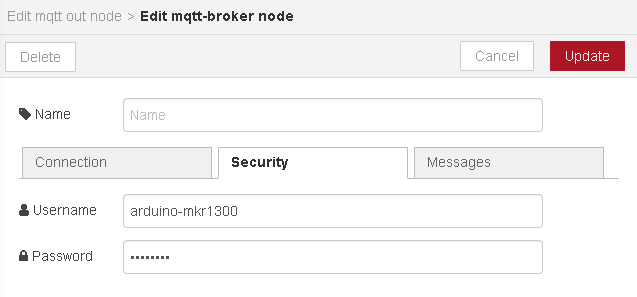 Edit mqtt out node > Edit mqtt-broker node
Delete Cancel Update
Name Name
Connection Security Messages
Username arduino-mkr1300
Password ••••••••